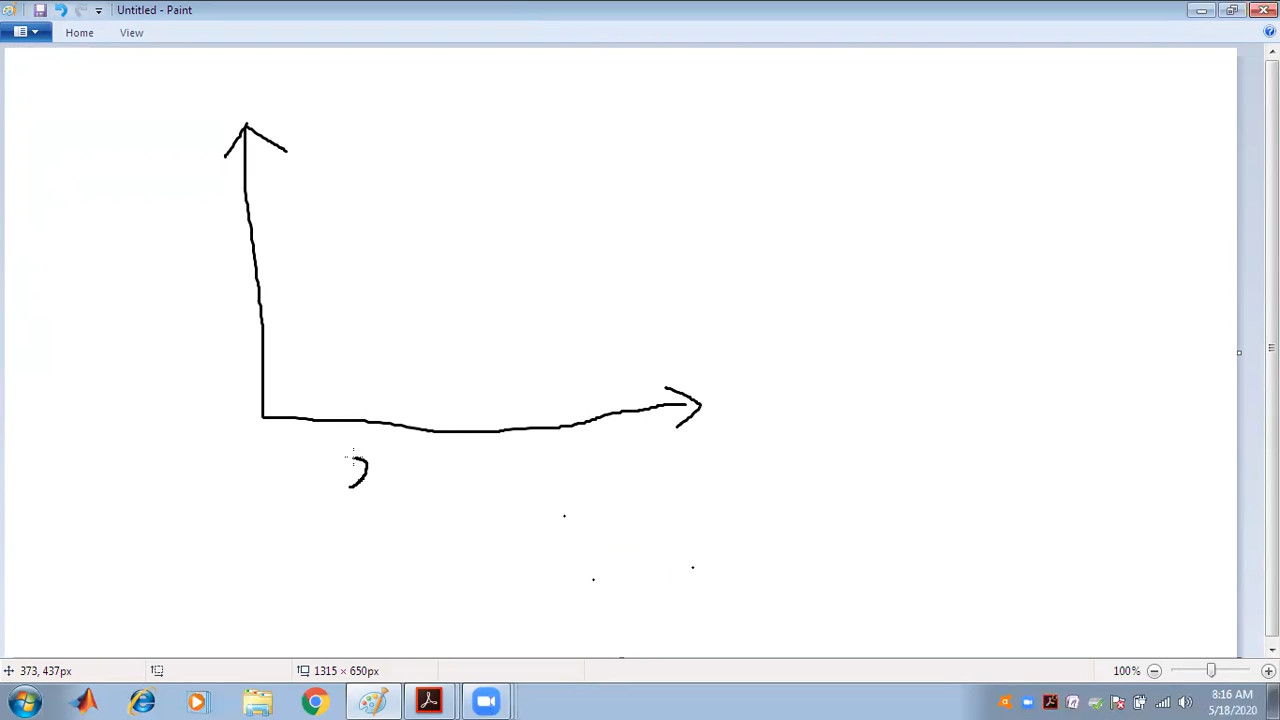 Untitled - Paint
Home View
373, 437px 1315 × 650px 100%
8:16 AM
5/18/2020